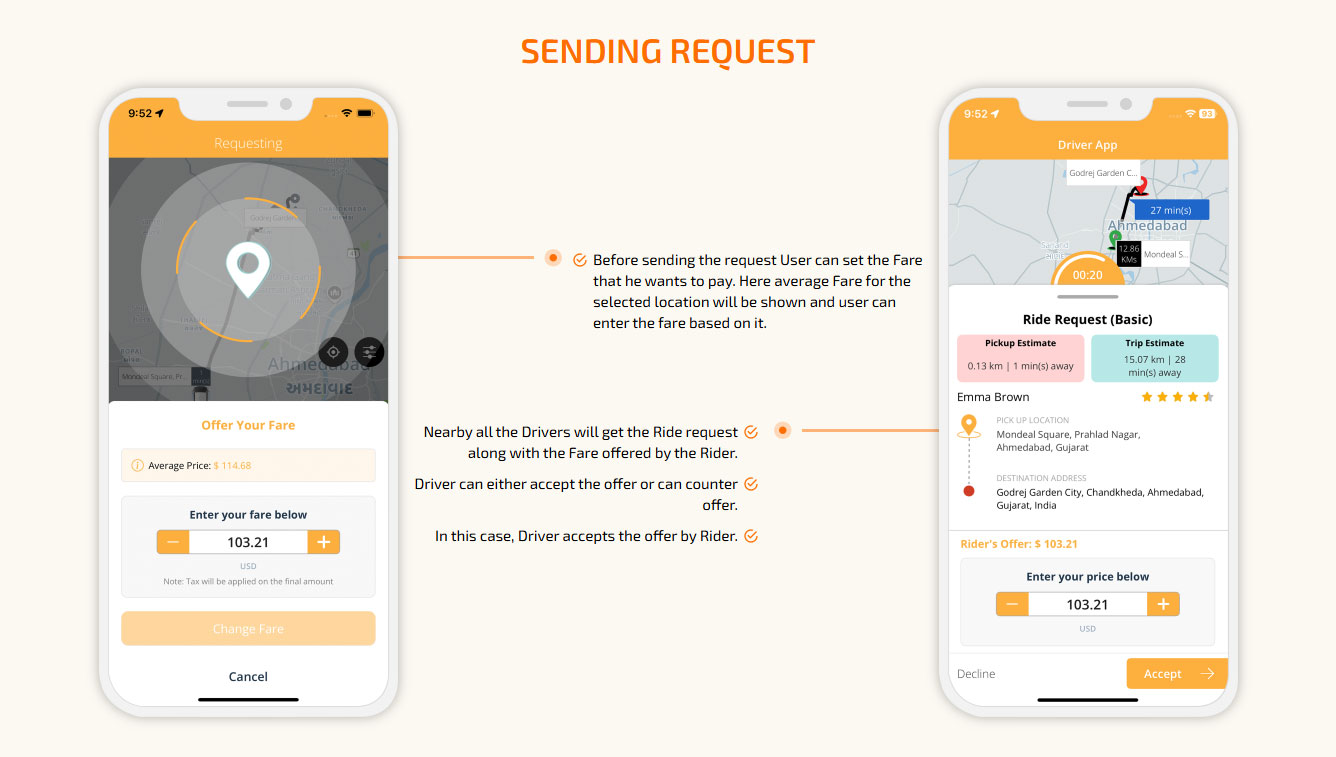 SENDING REQUEST
9:52
Requesting
Godrej Garden
CHANDKHEDA
Ahmedabad
અમદાવાદ
Mondeal Square, Pr...
Offer Your Fare
Average Price: $ 114.68
Enter your fare below
103.21
USD
Note: Tax will be applied on the final amount
Change Fare
Cancel
Before sending the request User can set the Fare
that he wants to pay. Here average Fare for the
selected location will be shown and user can
enter the fare based on it.
Nearby all the Drivers will get the Ride request
along with the Fare offered by the Rider.
Driver can either accept the offer or can counter
offer.
In this case, Driver accepts the offer by Rider.
9:52
93
Driver App
Godrej Garden C...
27 min(s)
Ahmedabad
Sanand
12.86
KMs
Mondeal S...
00:20
Ride Request (Basic)
Pickup Estimate
0.13 km | 1 min(s) away
Trip Estimate
15.07 km | 28
min(s) away
Emma Brown
PICK UP LOCATION
Mondeal Square, Prahlad Nagar,
Ahmedabad, Gujarat
DESTINATION ADDRESS
Godrej Garden City, Chandkheda, Ahmedabad,
Gujarat, India
Rider's Offer: $ 103.21
Enter your price below
103.21
USD
Decline
Accept